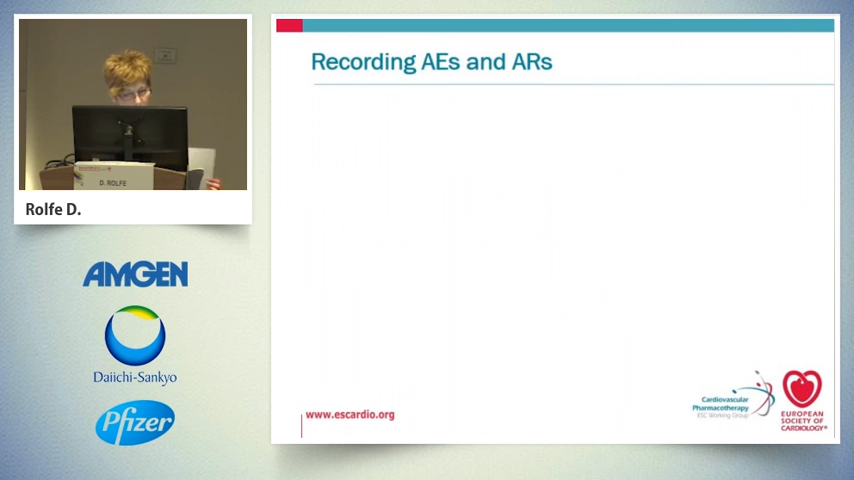 D. ROLFE
Rolfe D.
AMGEN
Daiichi-Sankyo
Pfizer
Recording AEs and ARs
www.escardio.org
Cardiovascular
Pharmacotherapy
ESC Working Group
EUROPEAN
SOCIETY OF
CARDIOLOGY®